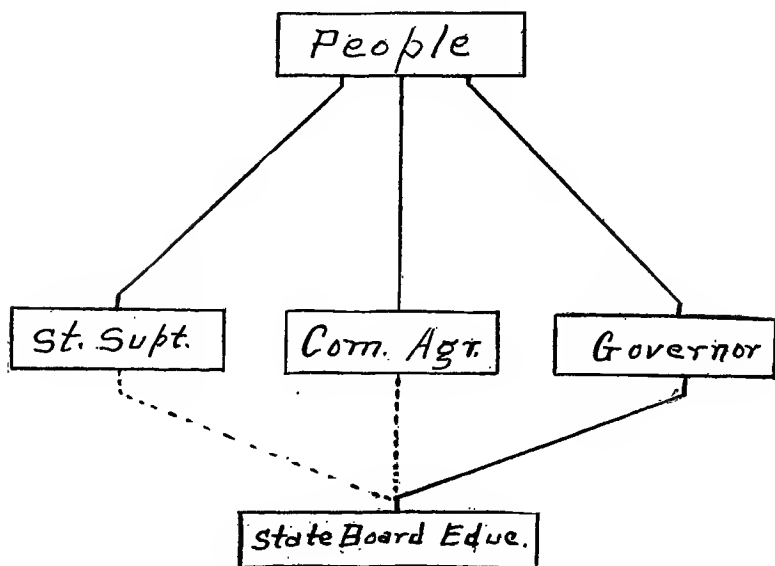 People
St. Supt.
Com. Agr.
Governor
State Board Educ.